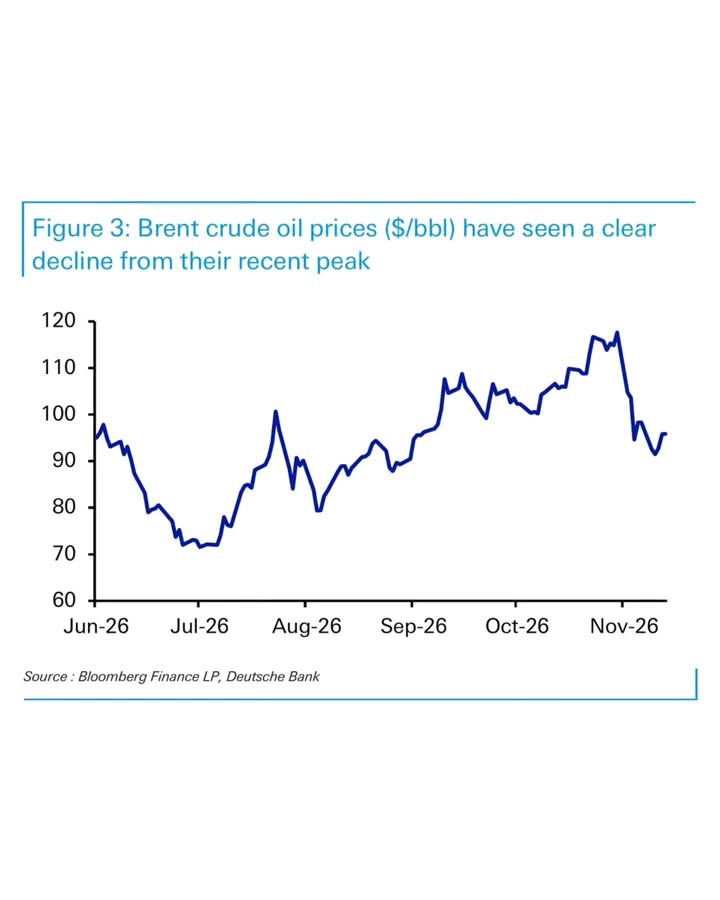 Figure 3: Brent crude oil prices ($/bbl) have seen a clear
decline from their recent peak
120
110
100
90
80
70
60
Jun-26 Jul-26 Aug-26 Sep-26 Oct-26 Nov-26
Source : Bloomberg Finance LP, Deutsche Bank